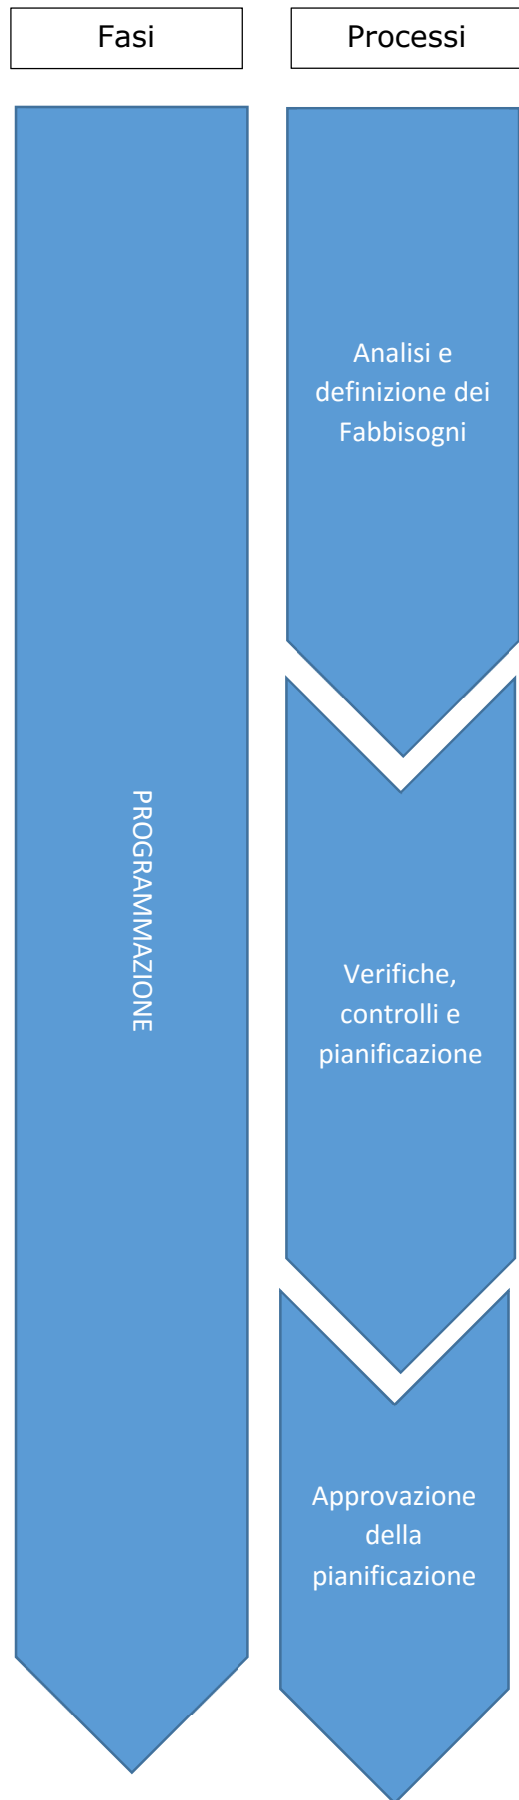 Fasi
Processi
PROGRAMMAZIONE
Analisi e
definizione dei
Fabbisogni
Verifiche,
controlli e
pianificazione
Approvazione
della
pianificazione